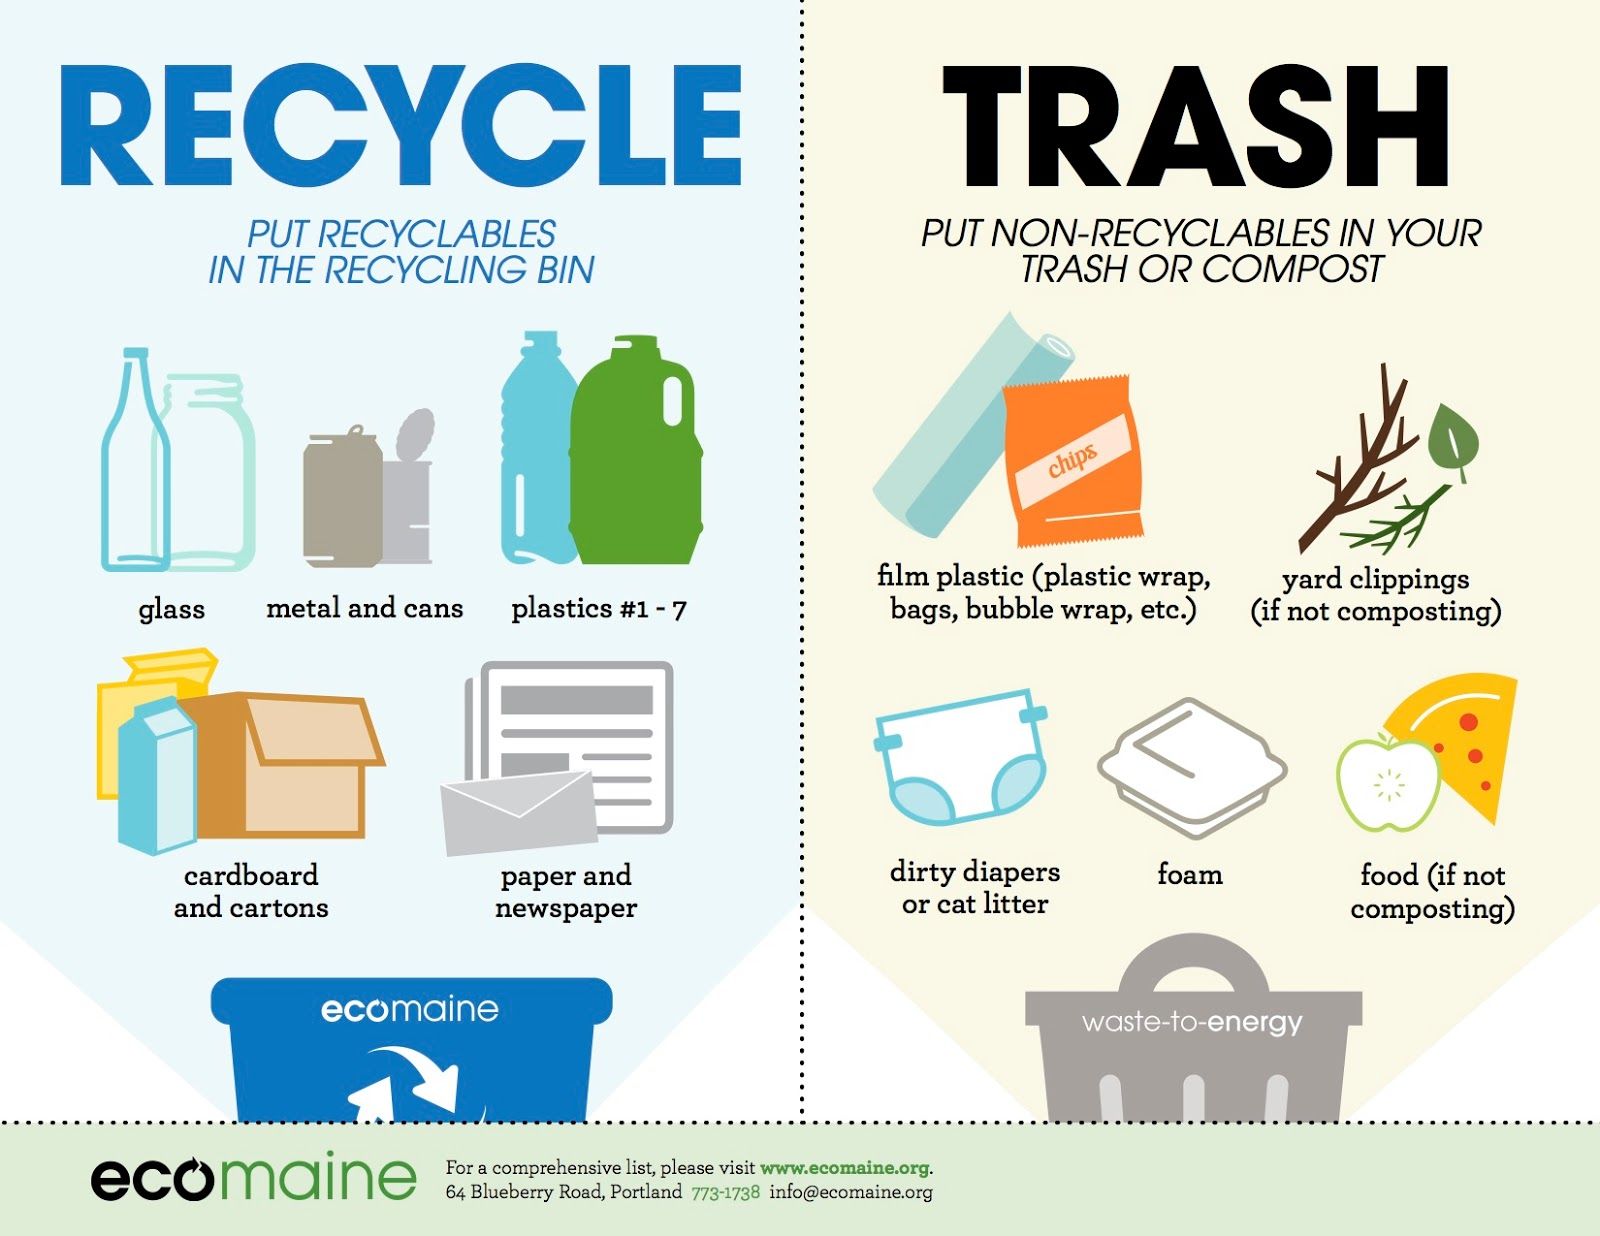 RECYCLE
PUT RECYCLABLES
IN THE RECYCLING BIN
glass
metal and cans
plastics #1 - 7
cardboard
and cartons
paper and
newspaper
ecomaine
TRASH
PUT NON-RECYCLABLES IN YOUR
TRASH OR COMPOST
chips
film plastic (plastic wrap,
bags, bubble wrap, etc.)
yard clippings
(if not composting)
dirty diapers
or cat litter
foam
food (if not
composting)
waste-to-energy
ecomaine
For a comprehensive list, please visit www.ecomaine.org.
64 Blueberry Road, Portland 773-1738 info@ecomaine.org